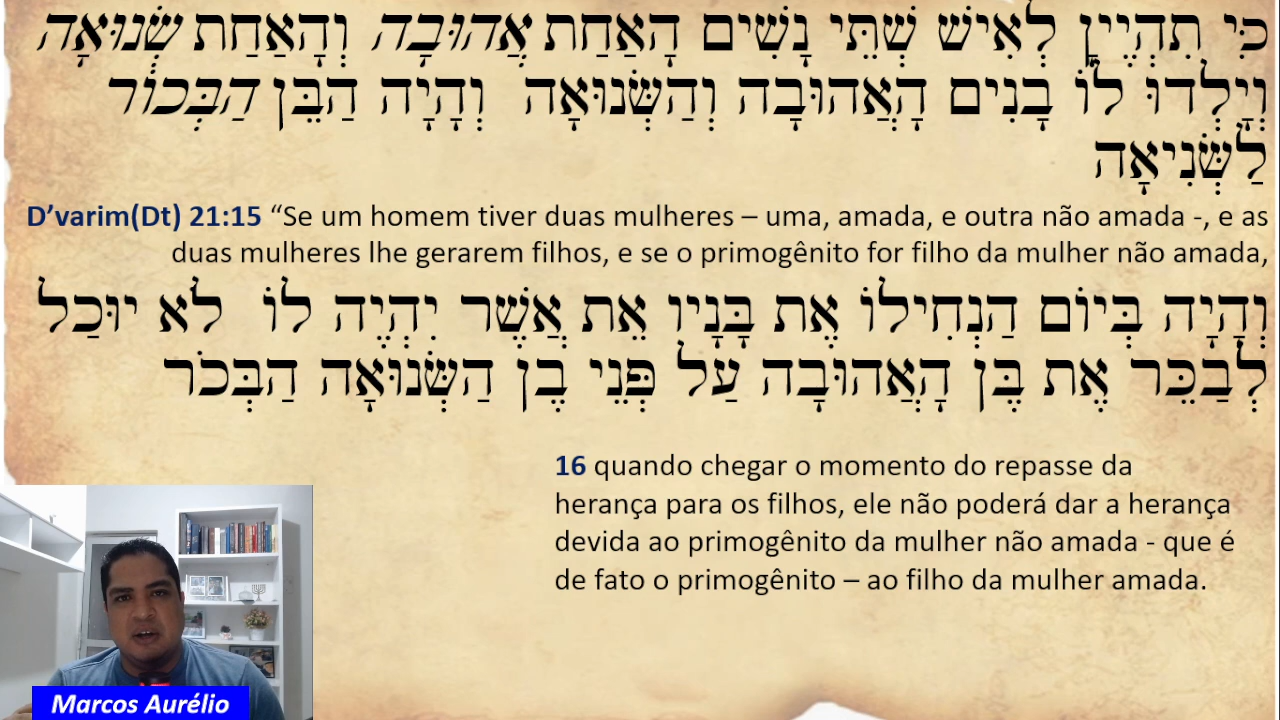 כִּי תִהְיֶיןָ לְאִישׁ שְׁתֵּי נָשִׁים הָאַחַת אֲהוּבָה וְהָאַחַת שְׂנוּאָה
וְיָלְדוּ לוֹ בָנִים הָאֲהוּבָה וְהַשְּׂנוּאָה וְהָיָה הַבֵּן הַבְּכוֹר
לַשְּׂנִיאָה
D’varim(Dt) 21:15 “Se um homem tiver duas mulheres – uma, amada, e outra não amada -, e as
duas mulheres lhe gerarem filhos, e se o primogênito for filho da mulher não amada,
וְהָיָה בְּיוֹם הַנְחִילוֹ אֶת בָּנָיו אֵת אֲשֶׁר יִהְיֶה לוֹ לֹא יוּכַל
לְבַכֵּר אֶת בֶּן הָאֲהוּבָה עַל פְּנֵי בֶן הַשְּׂנוּאָה הַבְּכֹר
16 quando chegar o momento do repasse da
herança para os filhos, ele não poderá dar a herança
devida ao primogênito da mulher não amada - que é
de fato o primogênito – ao filho da mulher amada.
Marcos Aurélio